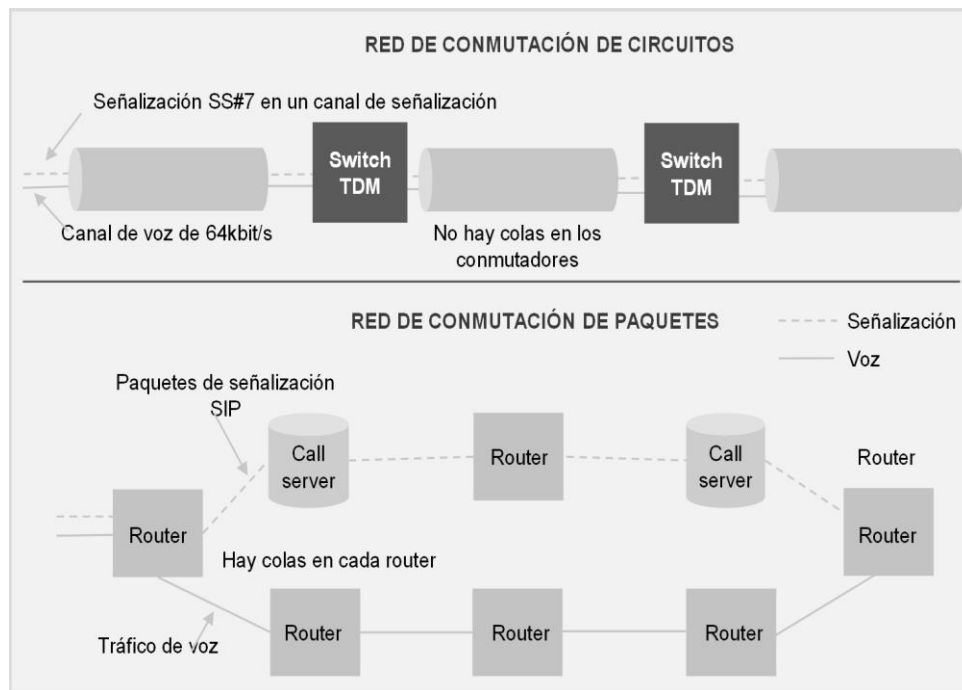 RED DE CONMUTACIÓN DE CIRCUITOS
Señalización SS#7 en un canal de señalización
Switch
TDM
Switch
TDM
Canal de voz de 64kbit/s
No hay colas en los
conmutadores
RED DE CONMUTACIÓN DE PAQUETES
Señalización
Voz
Paquetes de señalización
SIP
Call
server
Router
Call
server
Router
Router
Router
Hay colas en cada router
Tráfico de voz
Router
Router
Router